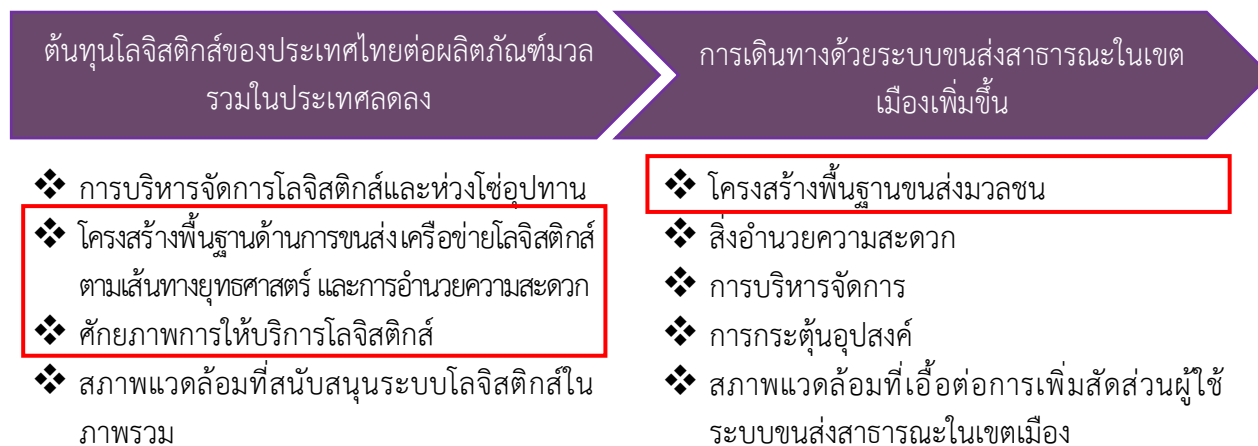 ต้นทุนโลจิสติกส์ของประเทศไทยต่อผลิตภัณฑ์มวล
รวมในประเทศลดลง
❖ การบริหารจัดการโลจิสติกส์และห่วงโซ่อุปทาน
❖ โครงสร้างพื้นฐานด้านการขนส่ง เครือข่ายโลจิสติกส์
ตามเส้นทางยุทธศาสตร์ และการอำนวยความสะดวก
❖ ศักยภาพการให้บริการโลจิสติกส์
❖ สภาพแวดล้อมที่สนับสนุนระบบโลจิสติกส์ใน
ภาพรวม
การเดินทางด้วยระบบขนส่งสาธารณะในเขต
เมืองเพิ่มขึ้น
❖ โครงสร้างพื้นฐานขนส่งมวลชน
❖ สิ่งอำนวยความสะดวก
❖ การบริหารจัดการ
❖ การกระตุ้นอุปสงค์
❖ สภาพแวดล้อมที่เอื้อต่อการเพิ่มสัดส่วนผู้ใช้
ระบบขนส่งสาธารณะในเขตเมือง